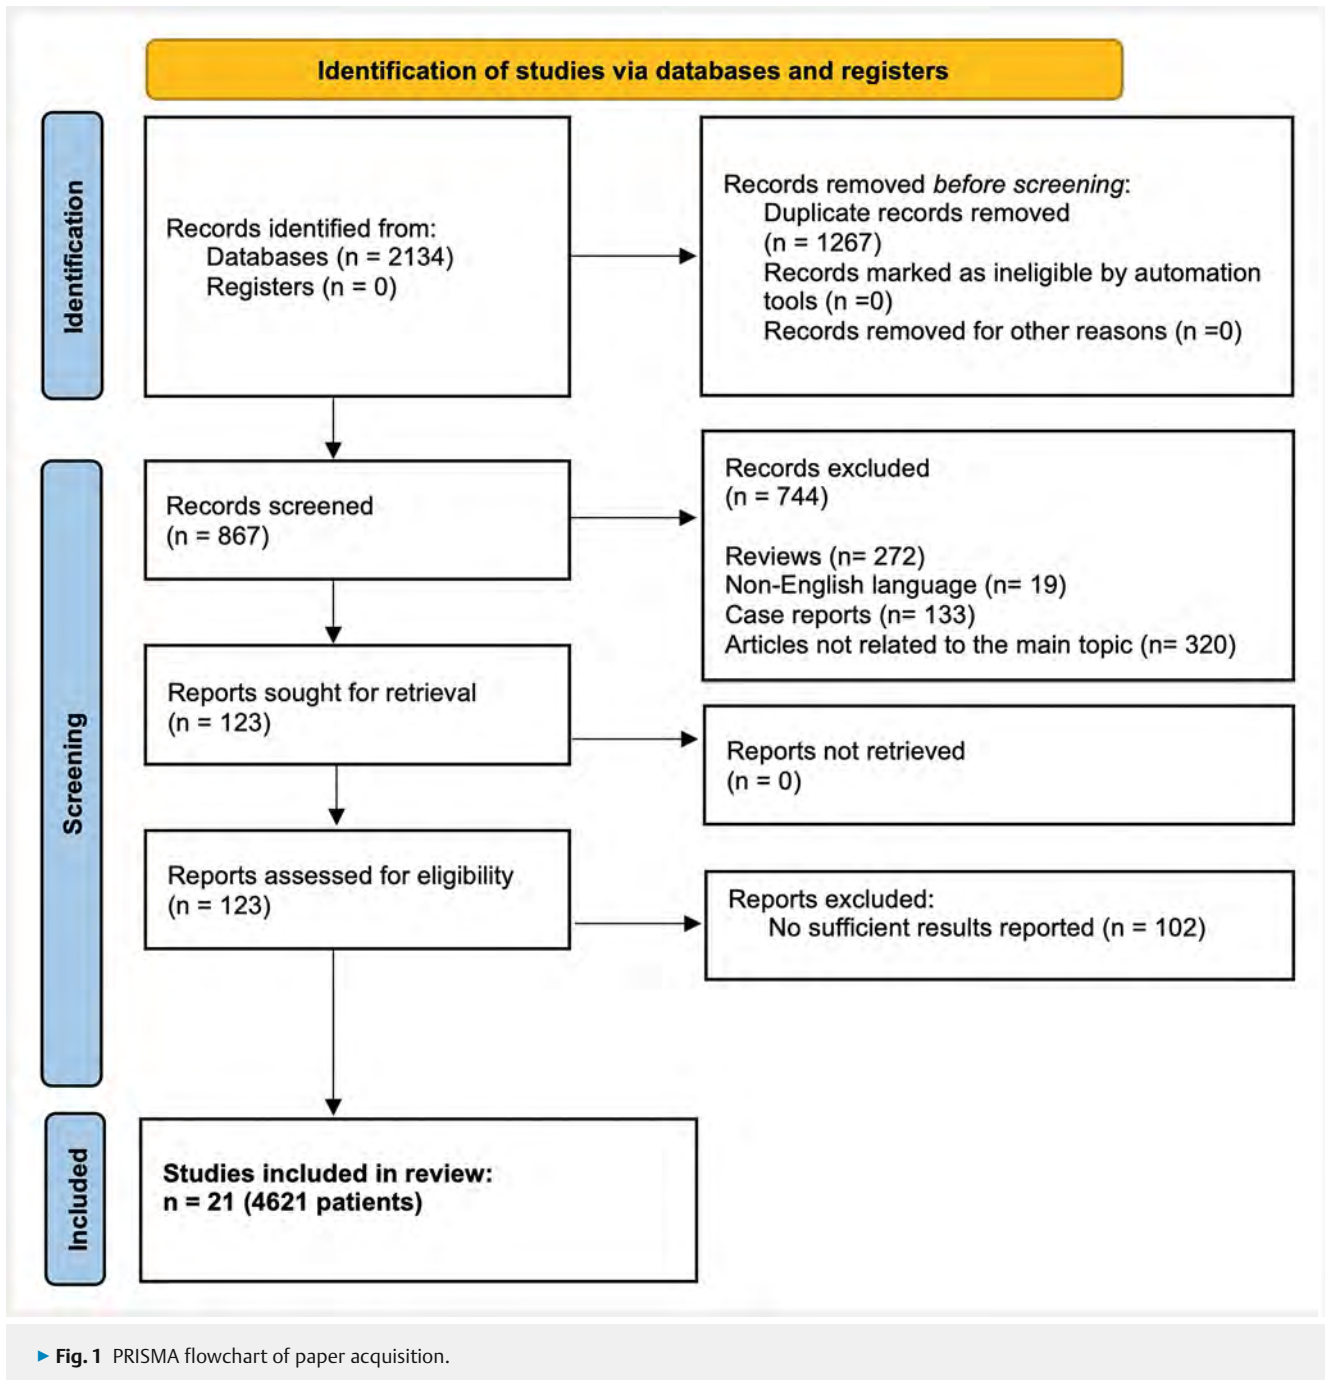 Identification of studies via databases and registers
Identification
Records identified from:
Databases (n = 2134)
Registers (n = 0)
Records removed before screening:
Duplicate records removed
(n = 1267)
Records marked as ineligible by automation
tools (n =0)
Records removed for other reasons (n =0)
Screening
Records screened
(n = 867)
Records excluded
(n = 744)
Reviews (n= 272)
Non-English language (n= 19)
Case reports (n= 133)
Articles not related to the main topic (n= 320)
Reports sought for retrieval
(n = 123)
Reports not retrieved
(n = 0)
Reports assessed for eligibility
(n = 123)
Reports excluded:
No sufficient results reported (n = 102)
Included
Studies included in review:
n = 21 (4621 patients)
▶ Fig. 1 PRISMA flowchart of paper acquisition.